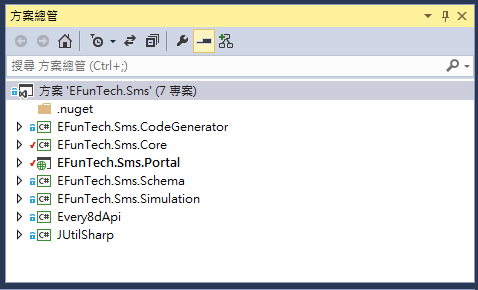 方案總管
搜尋 方案總管 (Ctrl+;)
方案 'EFunTech.Sms' (7 專案)
.nuget
C# EFunTech.Sms.CodeGenerator
C# EFunTech.Sms.Core
EFunTech.Sms.Portal
C# EFunTech.Sms.Schema
C# EFunTech.Sms.Simulation
C# Every8dApi
C# JUtilSharp